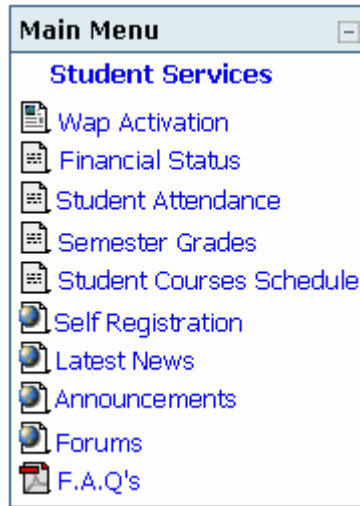 Main Menu
Student Services
Wap Activation
Financial Status
Student Attendance
Semester Grades
Student Courses Schedule
Self Registration
Latest News
Announcements
Forums
F.A.Q's